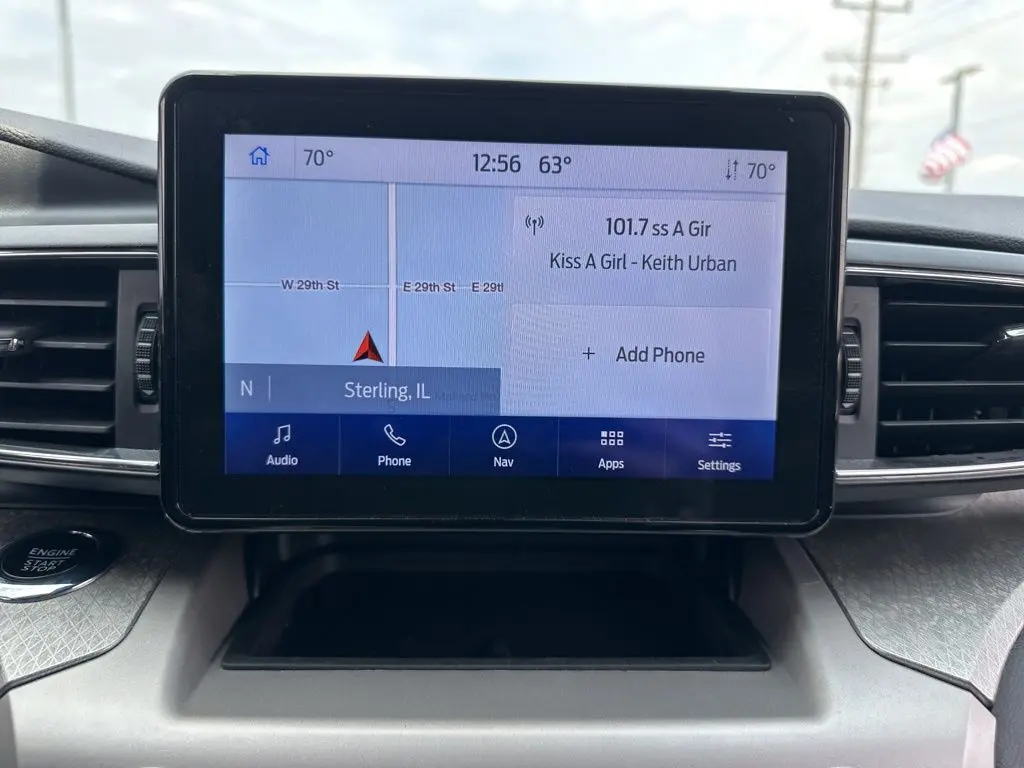 70° 12:56 63° 70°
101.7 ss A Gir
Kiss A Girl - Keith Urban
W 29th St E 29th St E 29t
Add Phone
N Sterling, IL
Audio Phone Nav Apps Settings
ENGINE
START
STOP